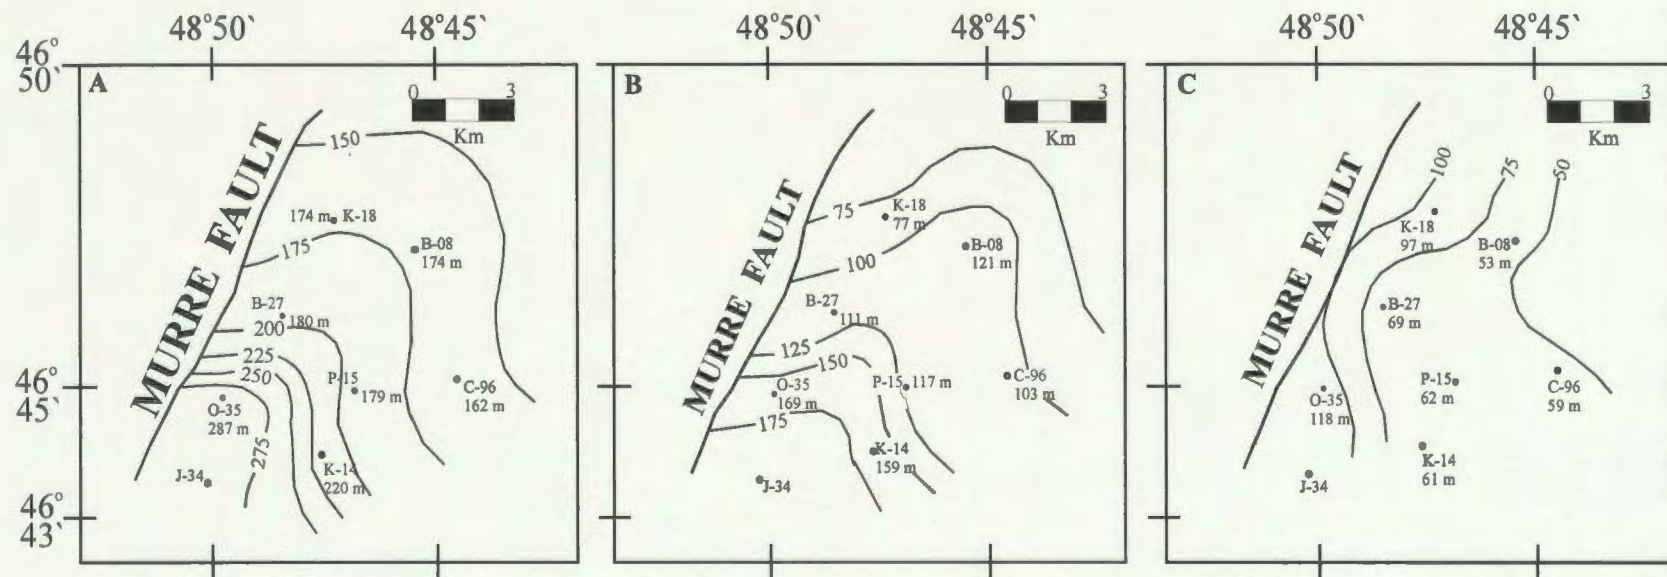 48°50` 48°45` 48°50` 48°45` 48°50` 48°45`
46°
50`
46°
45`
46°
43`
A
0 3
Km
MURRE FAULT
150
174 m K-18
175
B-08
174 m
B-27
180 m
200
225
250
P-15
179 m
C-96
162 m
O-35
287 m
275
J-34
K-14
220 m
B
0 3
Km
MURRE FAULT
75
K-18
77 m
100
B-08
121 m
B-27
111 m
125
150
O-35
169 m
P-15 117 m
C-96
103 m
175
K-14
159 m
J-34
C
0 3
Km
MURRE FAULT
100
75
50
K-18
97 m
B-08
53 m
B-27
69 m
P-15
62 m
O-35
118 m
C-96
59 m
K-14
61 m
J-34